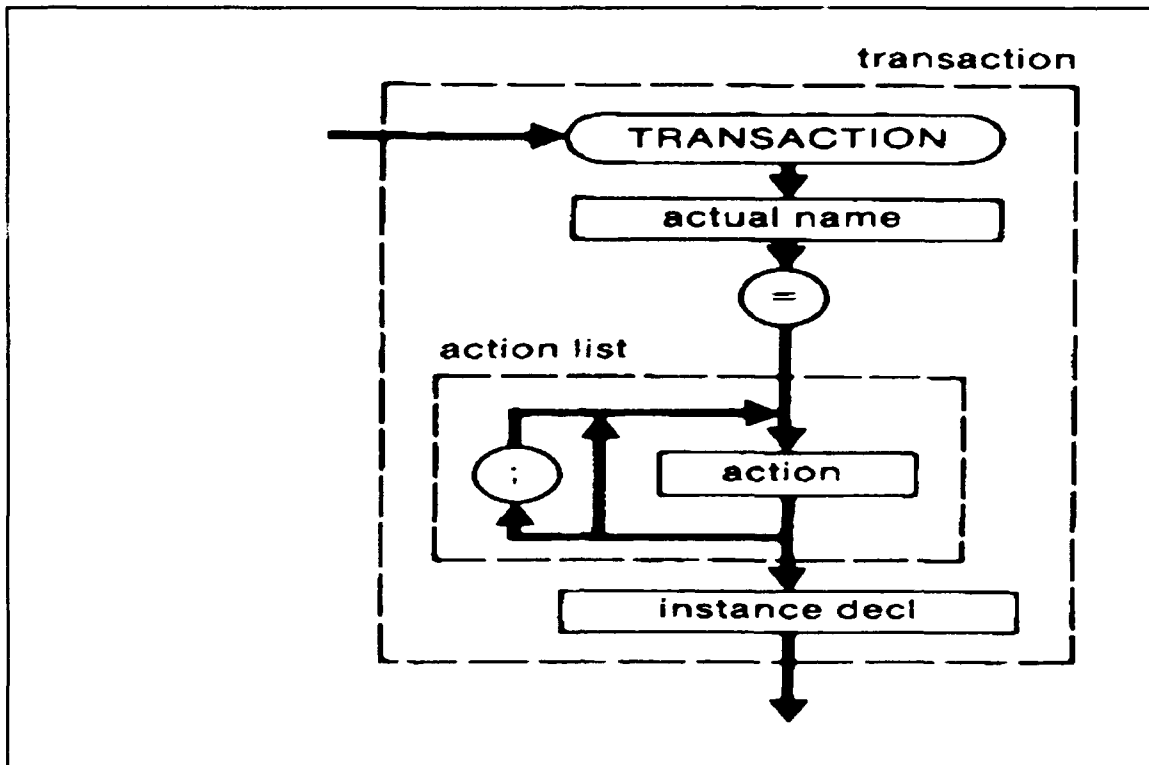 transaction
TRANSACTION
actual name
=
action list
;
action
instance decl